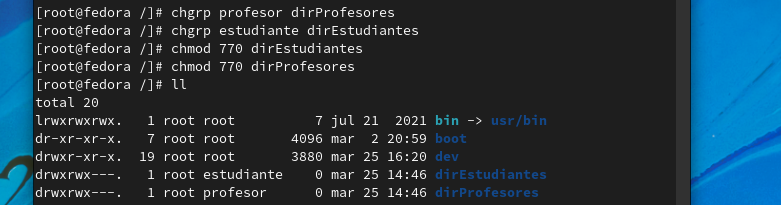 [root@fedora /]# chgrp profesor dirProfesores
[root@fedora /]# chgrp estudiante dirEstudiantes
[root@fedora /]# chmod 770 dirEstudiantes
[root@fedora /]# chmod 770 dirProfesores
[root@fedora /]# ll
total 20
lrwxrwxrwx.   1 root root          7 jul 21  2021 bin -> usr/bin
dr-xr-xr-x.   7 root root       4096 mar  2 20:59 boot
drwxr-xr-x.  19 root root       3880 mar 25 16:20 dev
drwxrwx---.   1 root estudiante    0 mar 25 14:46 dirEstudiantes
drwxrwx---.   1 root profesor      0 mar 25 14:46 dirProfesores